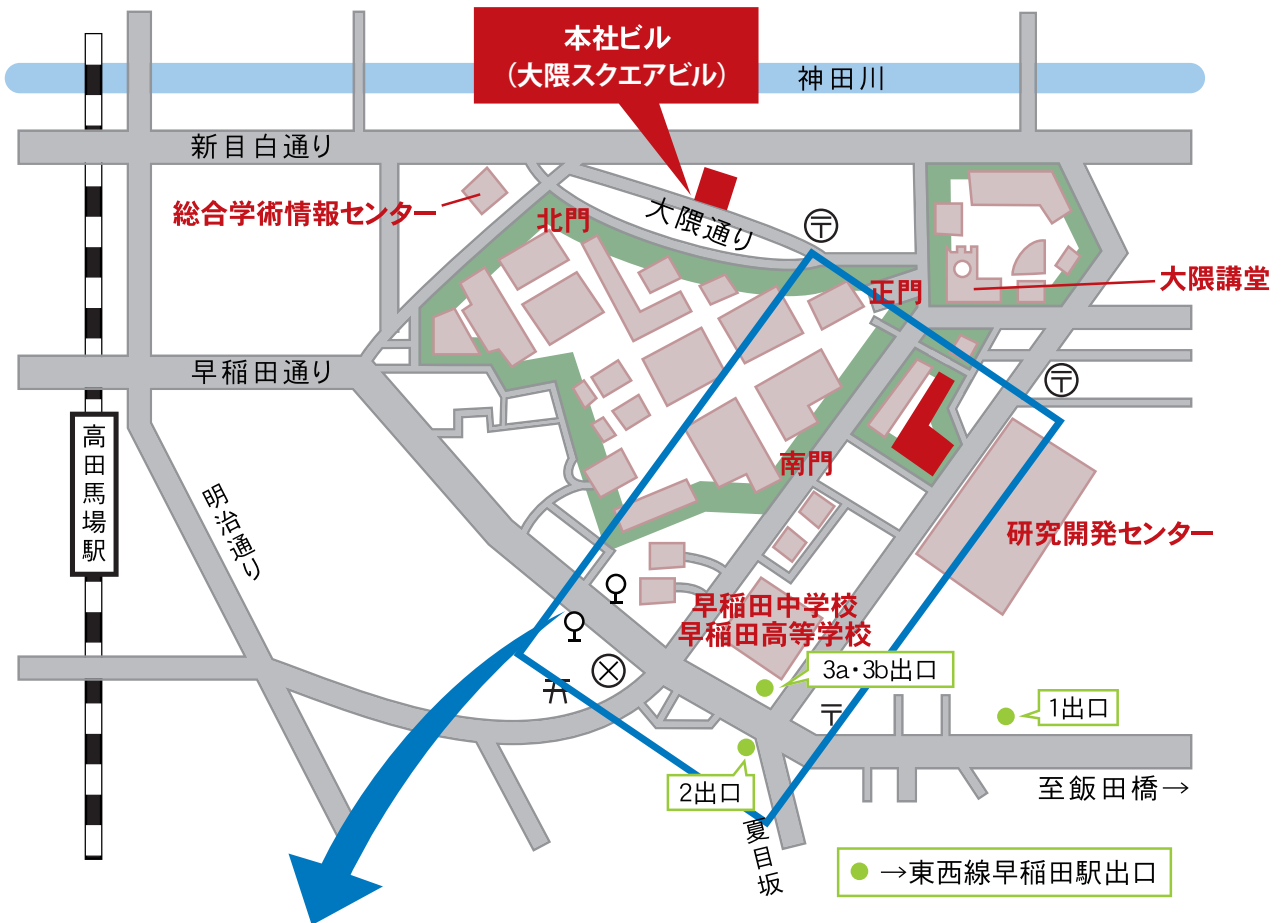 本社ビル
(大隈スクエアビル)
神田川
新目白通り
総合学術情報センター
北門
大隈通り
正門
大隈講堂
早稲田通り
高田馬場駅
明治通り
南門
研究開発センター
早稲田中学校
早稲田高等学校
3a・3b出口
1出口
2出口
至飯田橋→
夏目坂
→東西線早稲田駅出口